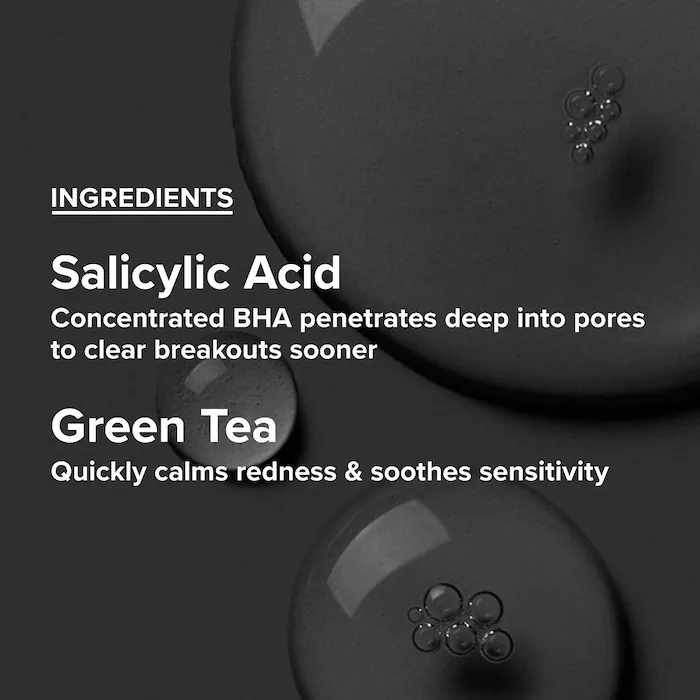 INGREDIENTS
Salicylic Acid
Concentrated BHA penetrates deep into pores
to clear breakouts sooner
Green Tea
Quickly calms redness & soothes sensitivity